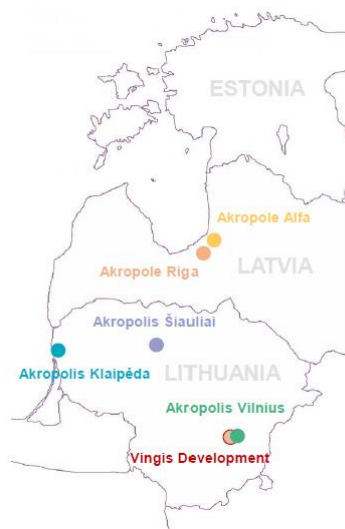 ESTONIA
Akropole Alfa
Akropole Riga
LATVIA
Akropolis Šiauliai
Akropolis Klaipėda
LITHUANIA
Akropolis Vilnius
Vingis Development